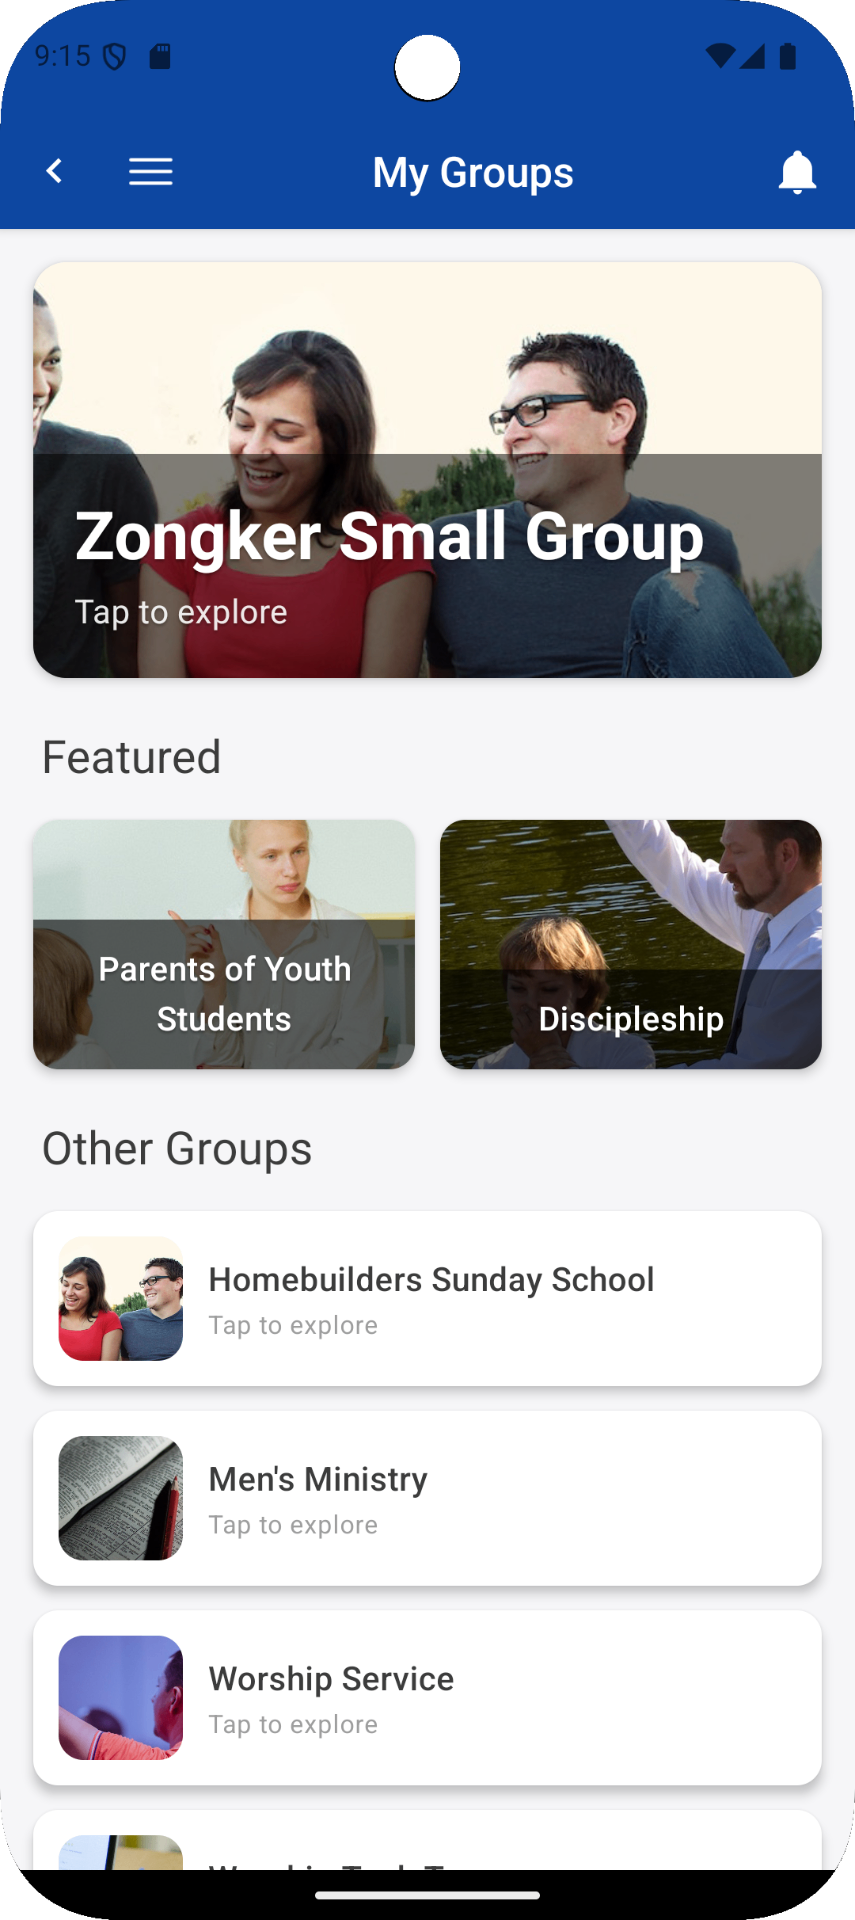 9:15
My Groups
Zongker Small Group
Tap to explore
Featured
Parents of Youth
Students
Discipleship
Other Groups
Homebuilders Sunday School
Tap to explore
Men's Ministry
Tap to explore
Worship Service
Tap to explore